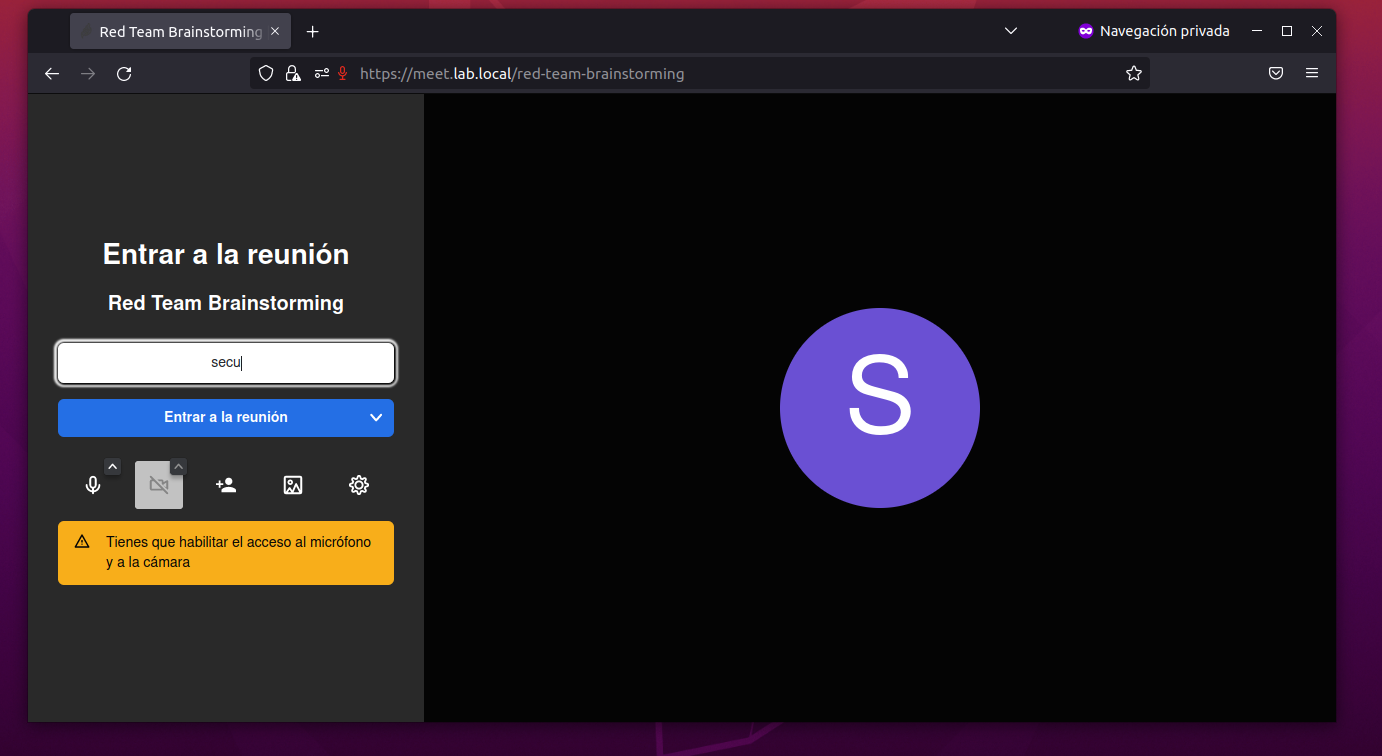 Red Team Brainstorming
Navegación privada
https://meet.lab.local/red-team-brainstorming
Entrar a la reunión
Red Team Brainstorming
secu
Entrar a la reunión
Tienes que habilitar el acceso al micrófono
y a la cámara
S